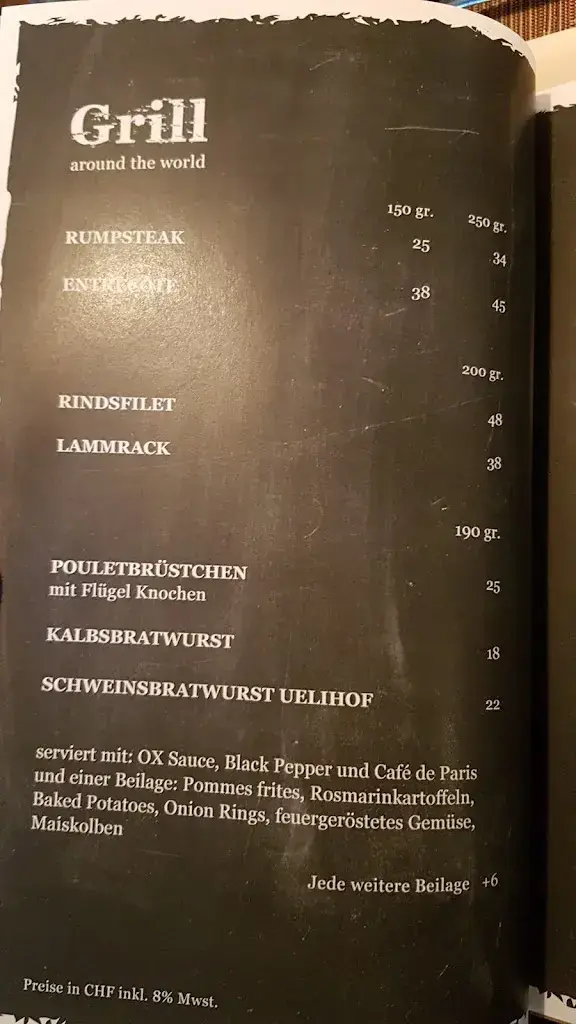 Grill
around the world
150 gr. 250 gr.
RUMPSTEAK 25 34
ENTRECÔTE 38 45
200 gr.
RINDSFILET 48
LAMMRACK 38
190 gr.
POULETBRÜSTCHEN 25
mit Flügel Knochen
KALBSBRATWURST 18
SCHWEINSBRATWURST UELIHOF 22
serviert mit: OX Sauce, Black Pepper und Café de Paris
und einer Beilage: Pommes frites, Rosmarinkartoffeln,
Baked Potatoes, Onion Rings, feuergeröstetes Gemüse,
Maiskolben
Jede weitere Beilage +6
Preise in CHF inkl. 8% Mwst.